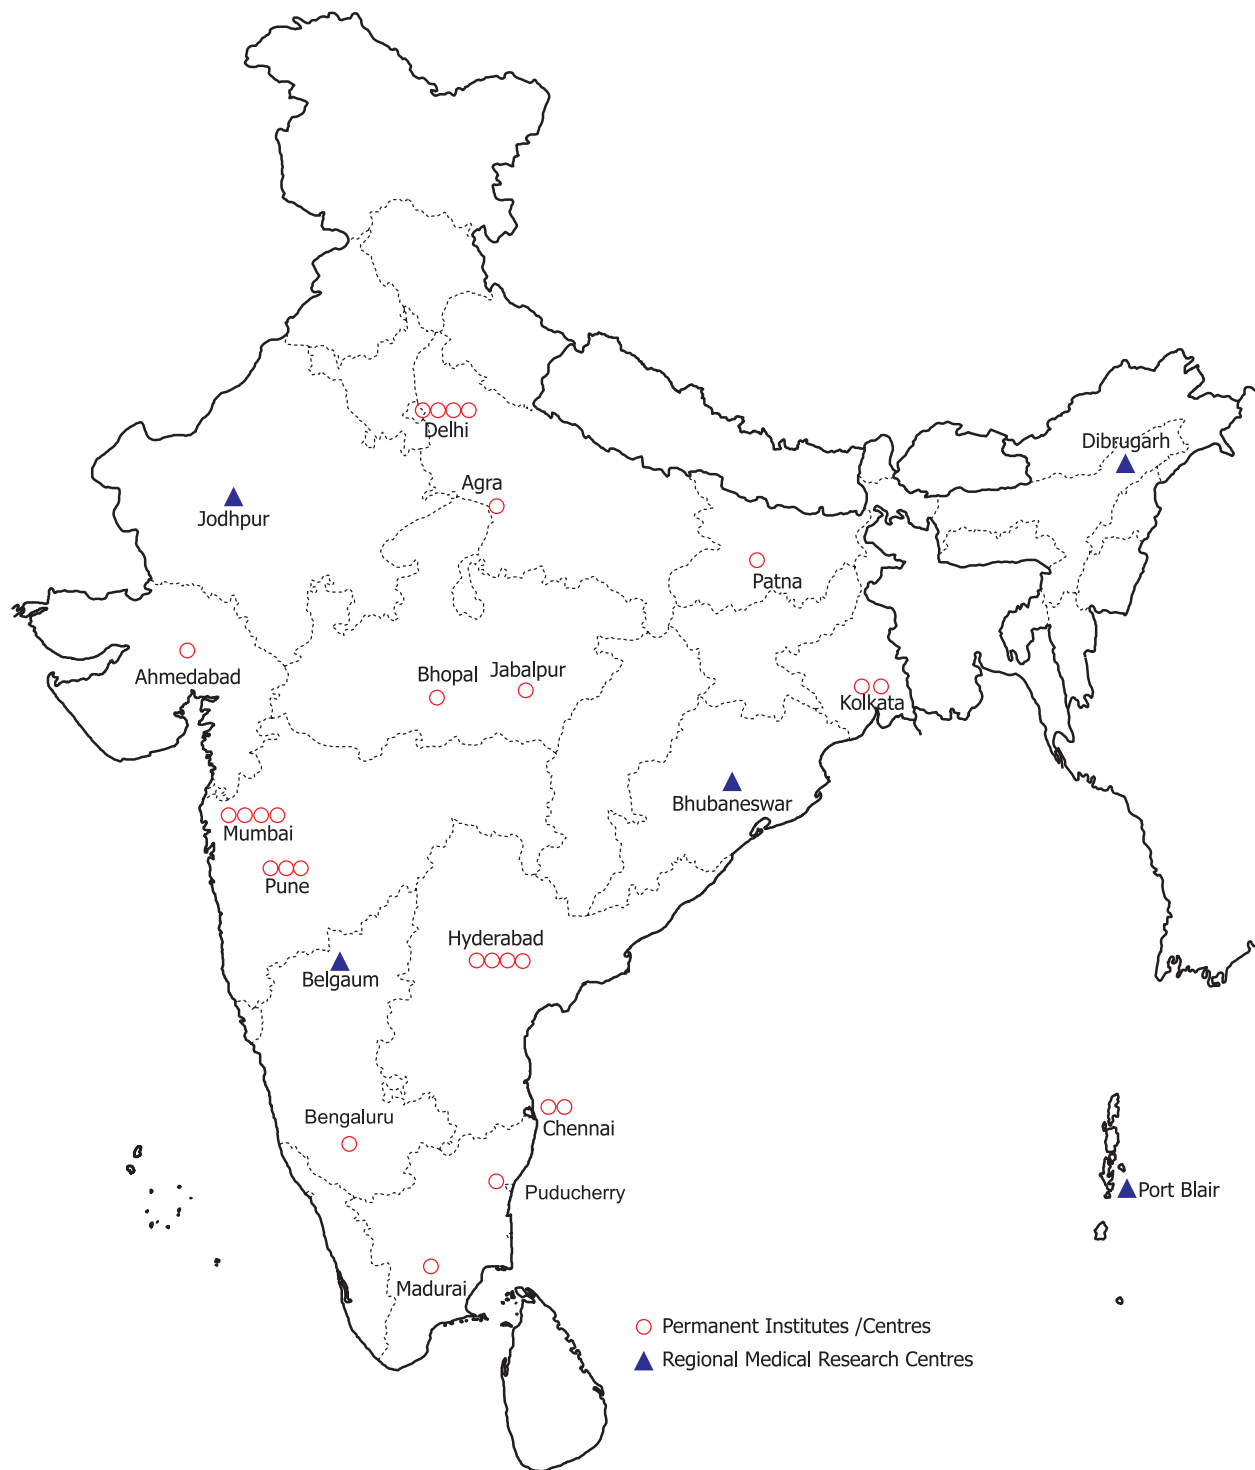 Delhi
Dibrugarh
Agra
Jodhpur
Patna
Ahmedabad
Bhopal
Jabalpur
Kolkata
Bhubaneswar
Mumbai
Pune
Hyderabad
Belgaum
Bengaluru
Chennai
Puducherry
Port Blair
Madurai
Permanent Institutes /Centres
Regional Medical Research Centres